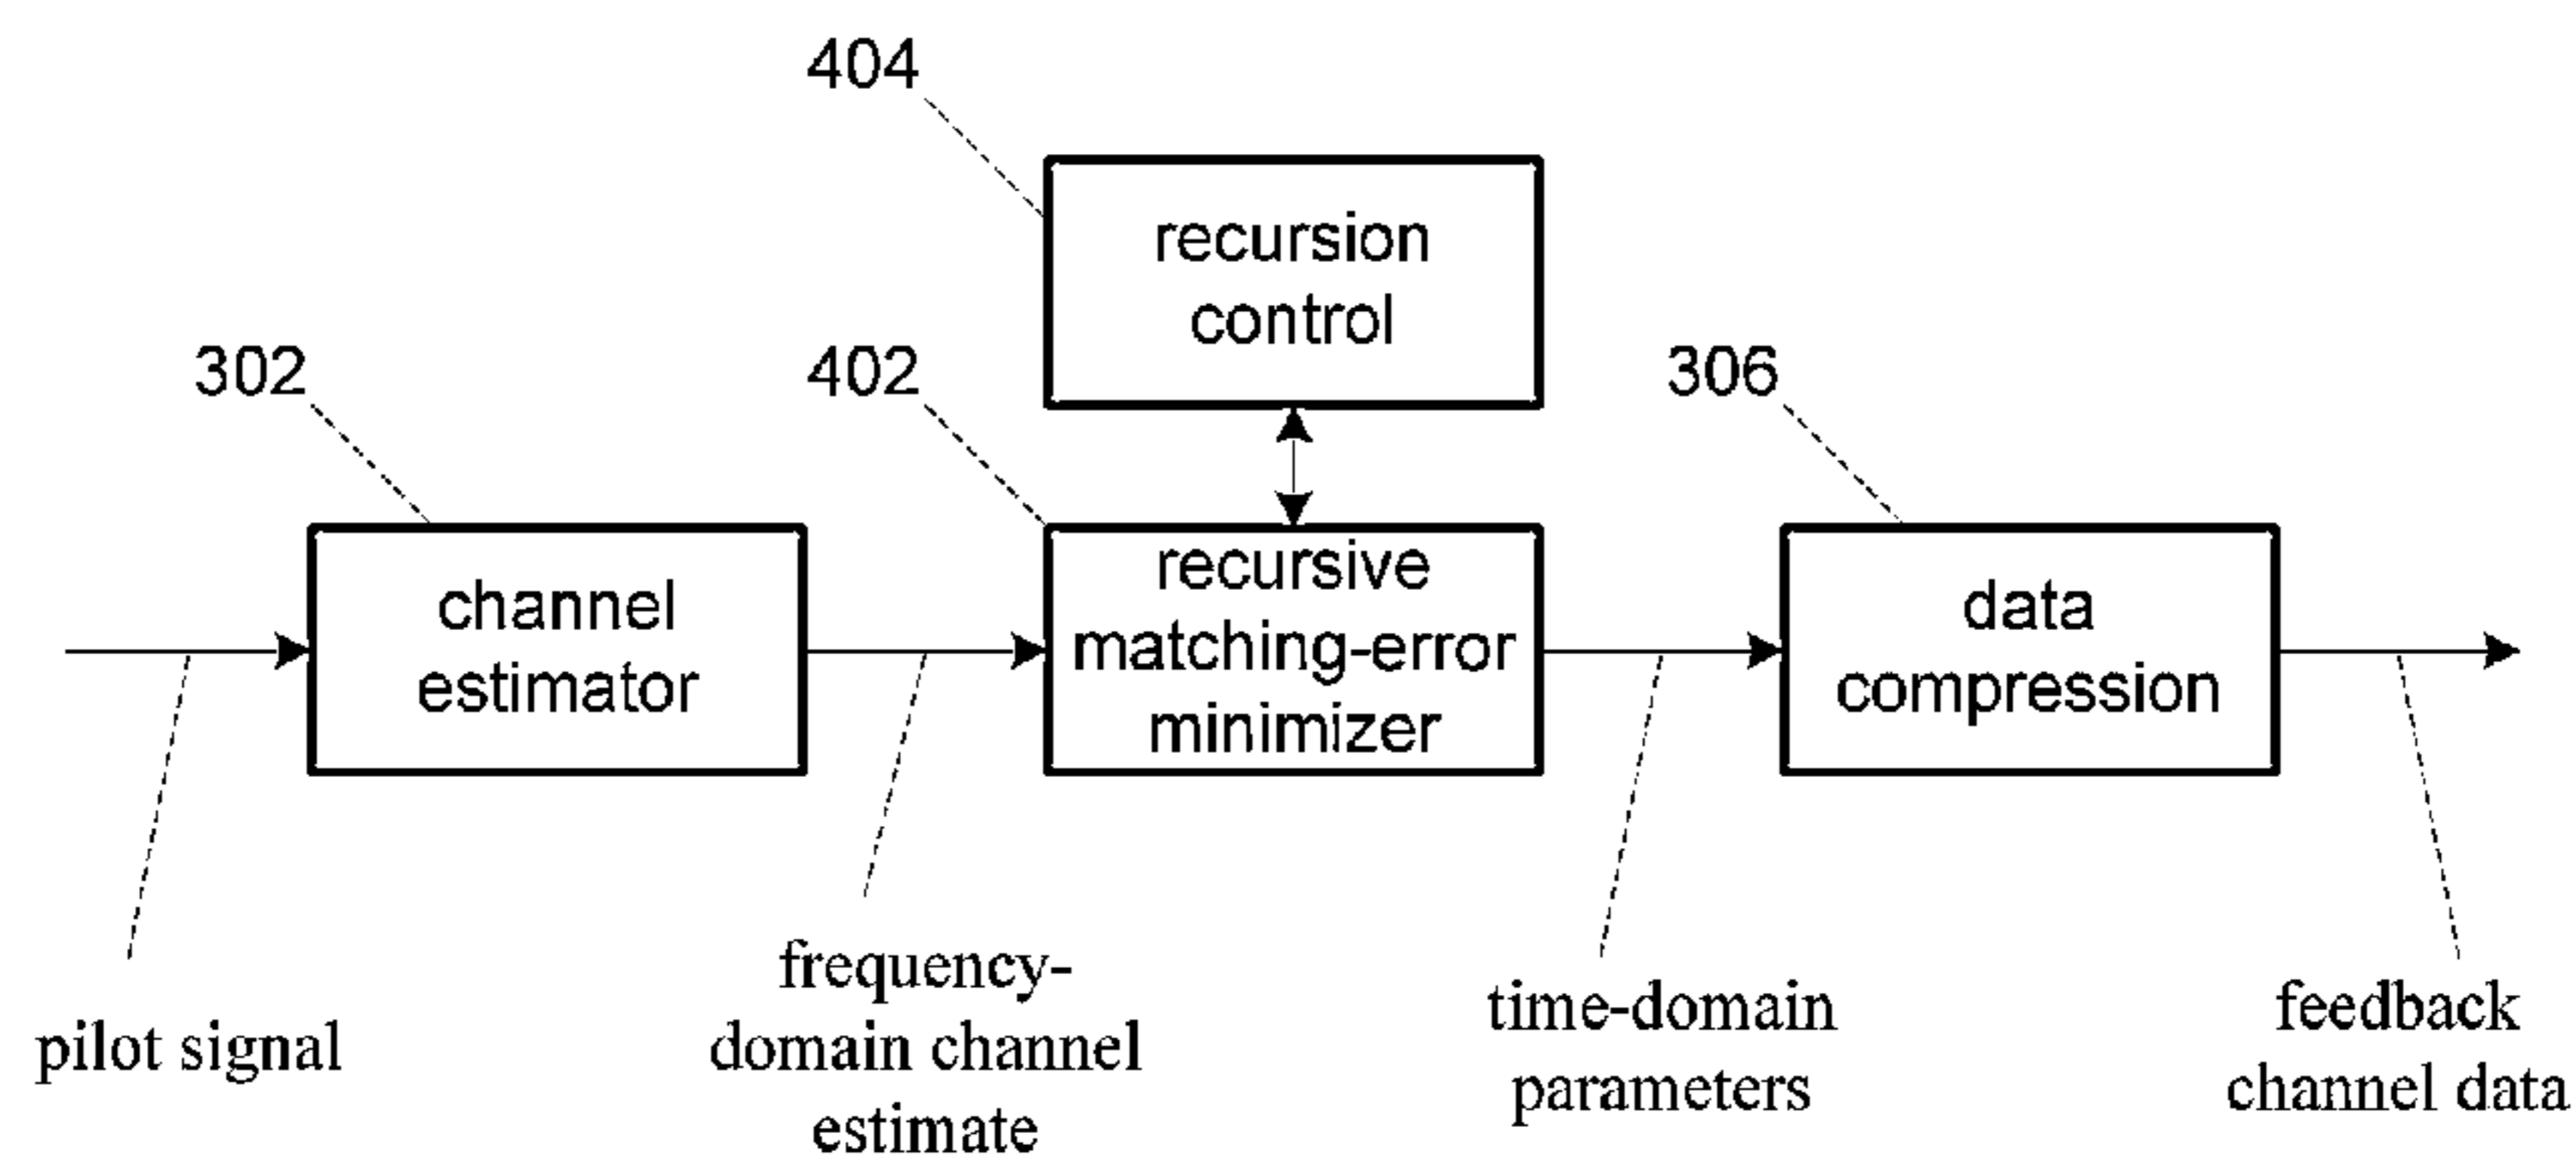 404
recursion
control
302
402
306
channel
estimator
recursive
matching-error
minimizer
data
compression
pilot signal
frequency-
domain channel
estimate
time-domain
parameters
feedback
channel data